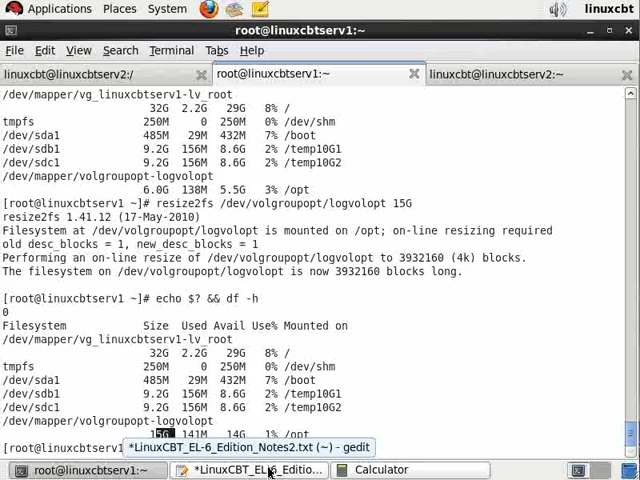 Applications Places System linuxcbt
root@linuxcbtserv1:~
File Edit View Search Terminal Tabs Help
linuxcbt@linuxcbtserv2:/ root@linuxcbtserv1:~ linuxcbt@linuxcbtserv2:~
/dev/mapper/vg_linuxcbtserv1-lv_root
32G 2.2G 29G 8% /
tmpfs 250M 0 250M 0% /dev/shm
/dev/sda1 485M 29M 432M 7% /boot
/dev/sdb1 9.2G 156M 8.6G 2% /temp10G1
/dev/sdc1 9.2G 156M 8.6G 2% /temp10G2
/dev/mapper/volgroupopt-logvolopt
6.0G 138M 5.5G 3% /opt
[root@linuxcbtserv1 ~]# resize2fs /dev/volgroupopt/logvolopt 15G
resize2fs 1.41.12 (17-May-2010)
Filesystem at /dev/volgroupopt/logvolopt is mounted on /opt; on-line resizing required
old desc_blocks = 1, new_desc_blocks = 1
Performing an on-line resize of /dev/volgroupopt/logvolopt to 3932160 (4k) blocks.
The filesystem on /dev/volgroupopt/logvolopt is now 3932160 blocks long.
[root@linuxcbtserv1 ~]# echo $? && df -h
0
Filesystem Size Used Avail Use% Mounted on
/dev/mapper/vg_linuxcbtserv1-lv_root
32G 2.2G 29G 8% /
tmpfs 250M 0 250M 0% /dev/shm
/dev/sda1 485M 29M 432M 7% /boot
/dev/sdb1 9.2G 156M 8.6G 2% /temp10G1
/dev/sdc1 9.2G 156M 8.6G 2% /temp10G2
/dev/mapper/volgroupopt-logvolopt
15G 141M 14G 1% /opt
[root@linuxcbtserv1
*LinuxCBT_EL-6_Edition_Notes2.txt (~) - gedit
root@linuxcbtserv1:~ *LinuxCBT_EL-6_Editio... Calculator